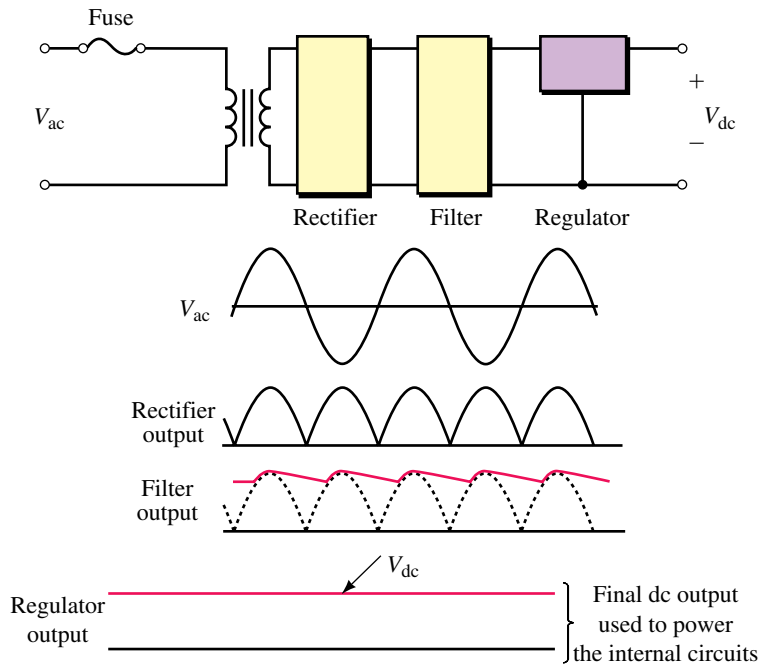 Fuse
V_ac
+
V_dc
−
Rectifier
Filter
Regulator
V_ac
Rectifier
output
Filter
output
V_dc
Regulator
output
Final dc output
used to power
the internal circuits